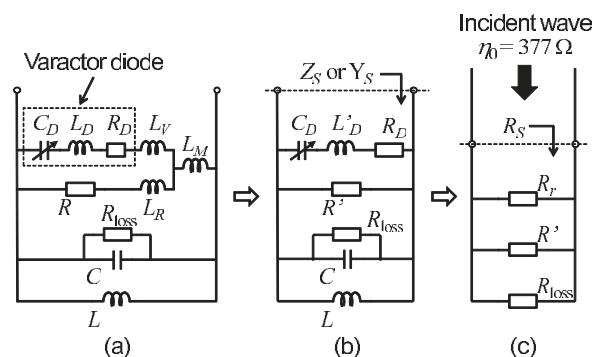 Varactor diode
C_D L_D R_D L_V
L_M
R L_R
R_loss
C
L
(a)
Z_S or Y_S
C_D L'_D R_D
R'
R_loss
C
L
(b)
Incident wave
η_0 = 377 Ω
R_S
R_r
R'
R_loss
(c)